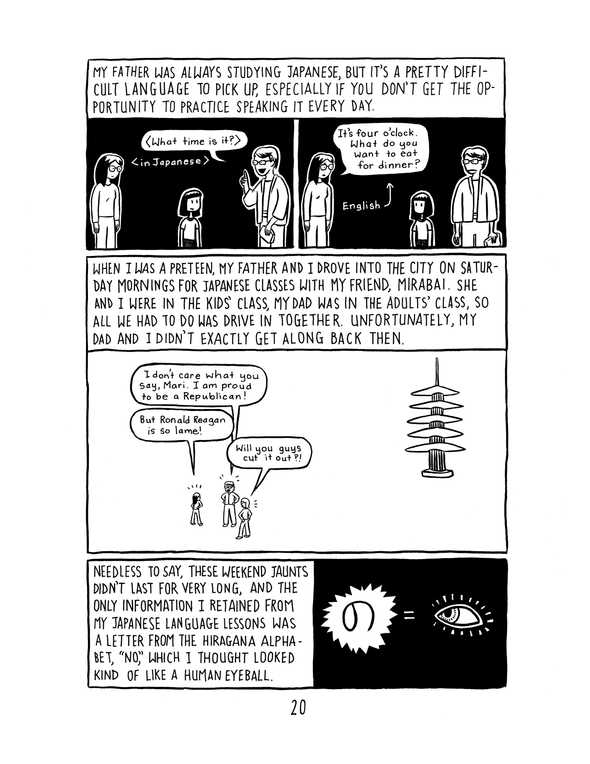 MY FATHER WAS ALWAYS STUDYING JAPANESE, BUT IT'S A PRETTY DIFFI-
CULT LANGUAGE TO PICK UP, ESPECIALLY IF YOU DON'T GET THE OP-
PORTUNITY TO PRACTICE SPEAKING IT EVERY DAY.
<What time is it?>
<in Japanese>
It's four o'clock.
What do you
want to eat
for dinner?
English
WHEN I WAS A PRETEEN, MY FATHER AND I DROVE INTO THE CITY ON SATUR-
DAY MORNINGS FOR JAPANESE CLASSES WITH MY FRIEND, MIRABAI. SHE
AND I WERE IN THE KIDS' CLASS, MY DAD WAS IN THE ADULTS' CLASS, SO
ALL WE HAD TO DO WAS DRIVE IN TOGETHER. UNFORTUNATELY, MY
DAD AND I DIDN'T EXACTLY GET ALONG BACK THEN.
I don't care what you
say, Mari. I am proud
to be a Republican!
But Ronald Reagan
is so lame!
Will you guys
cut it out?!
NEEDLESS TO SAY, THESE WEEKEND JAUNTS
DIDN'T LAST FOR VERY LONG, AND THE
ONLY INFORMATION I RETAINED FROM
MY JAPANESE LANGUAGE LESSONS WAS
A LETTER FROM THE HIRAGANA ALPHA-
BET, "NO," WHICH I THOUGHT LOOKED
KIND OF LIKE A HUMAN EYEBALL.
の =
20